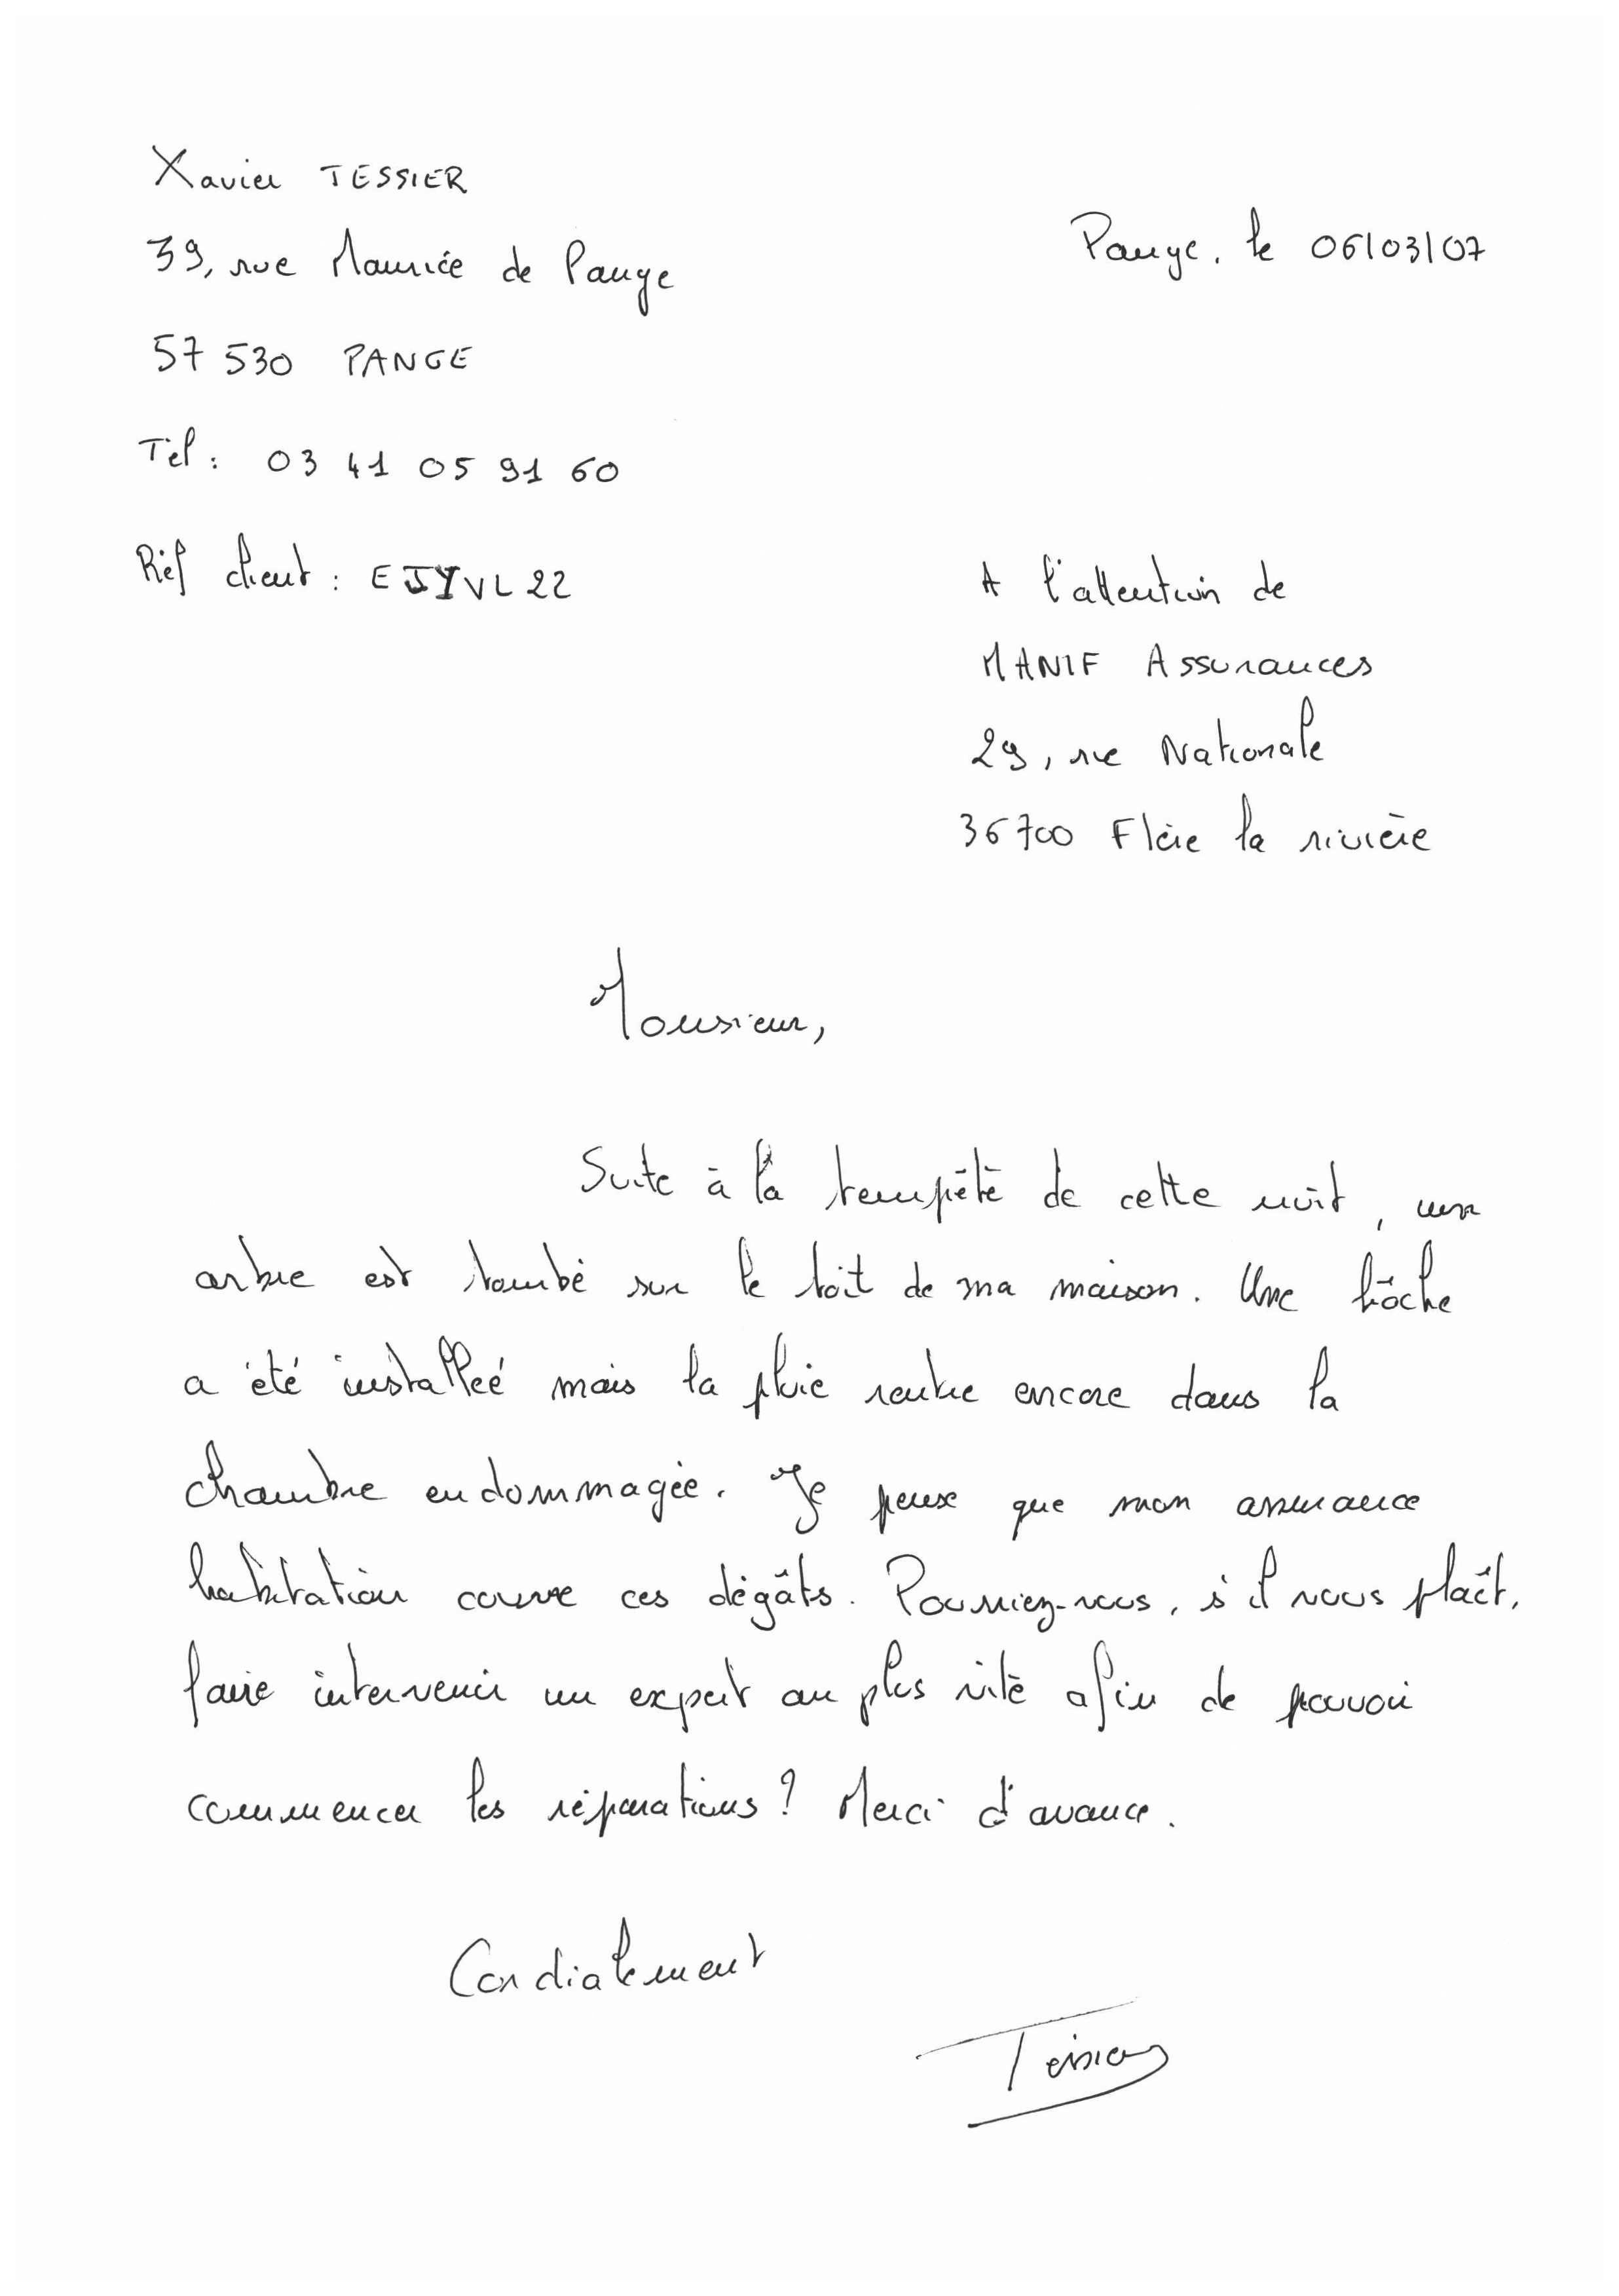 Xavier TESSIER
39, rue Maurice de Pange
Pange, le 06/03/07
57 530 PANGE
Tél : 03 41 05 91 60
Réf client : EJYVL22
A l'attention de
MANIF Assurances
29, rue Nationale
36700 Fléré la rivière
Monsieur,
Suite à la tempête de cette nuit, un
arbre est tombé sur le toit de ma maison. Une bâche
a été installée mais la pluie rentre encore dans la
chambre endommagée. Je pense que mon assurance
habitation couvre ces dégâts. Pourriez-vous, s'il vous plaît,
faire intervenir un expert au plus vite afin de pouvoir
commencer les réparations ? Merci d'avance.
Cordialement
Tessier